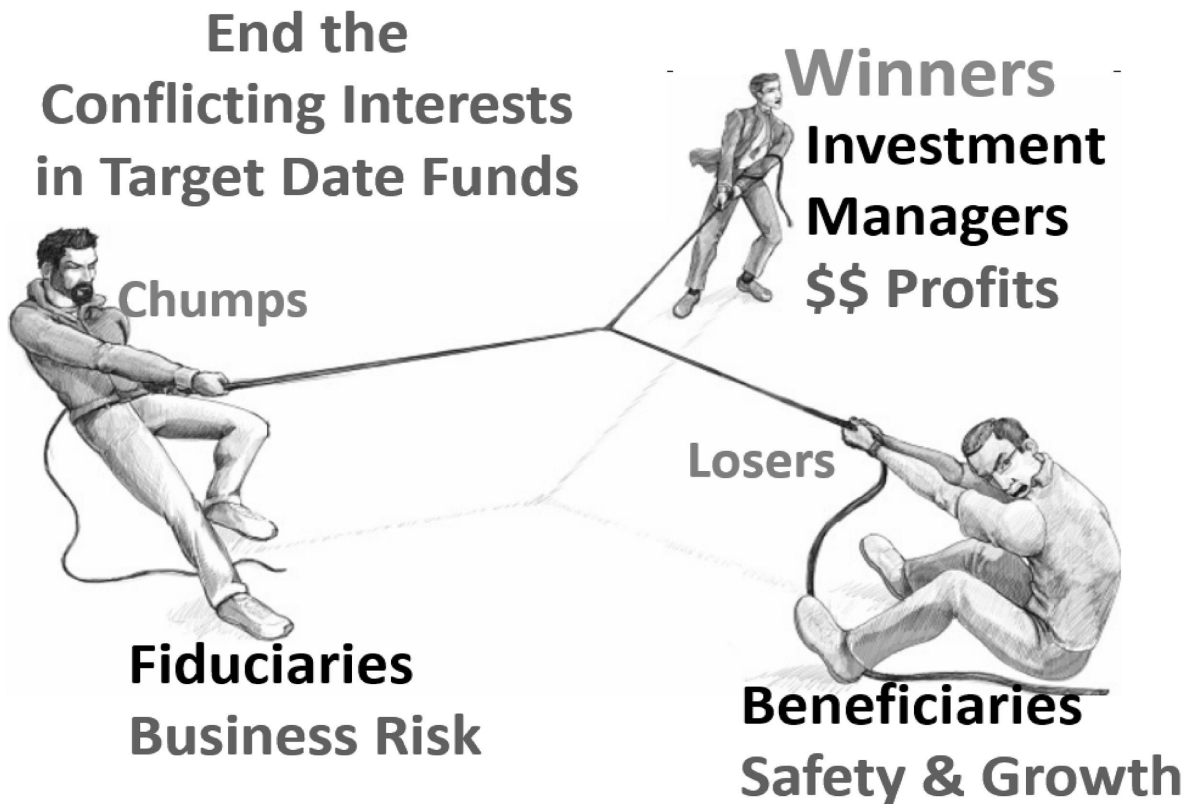 End the
Conflicting Interests
in Target Date Funds
Winners
Investment
Managers
$$ Profits
Chumps
Losers
Fiduciaries
Business Risk
Beneficiaries
Safety & Growth